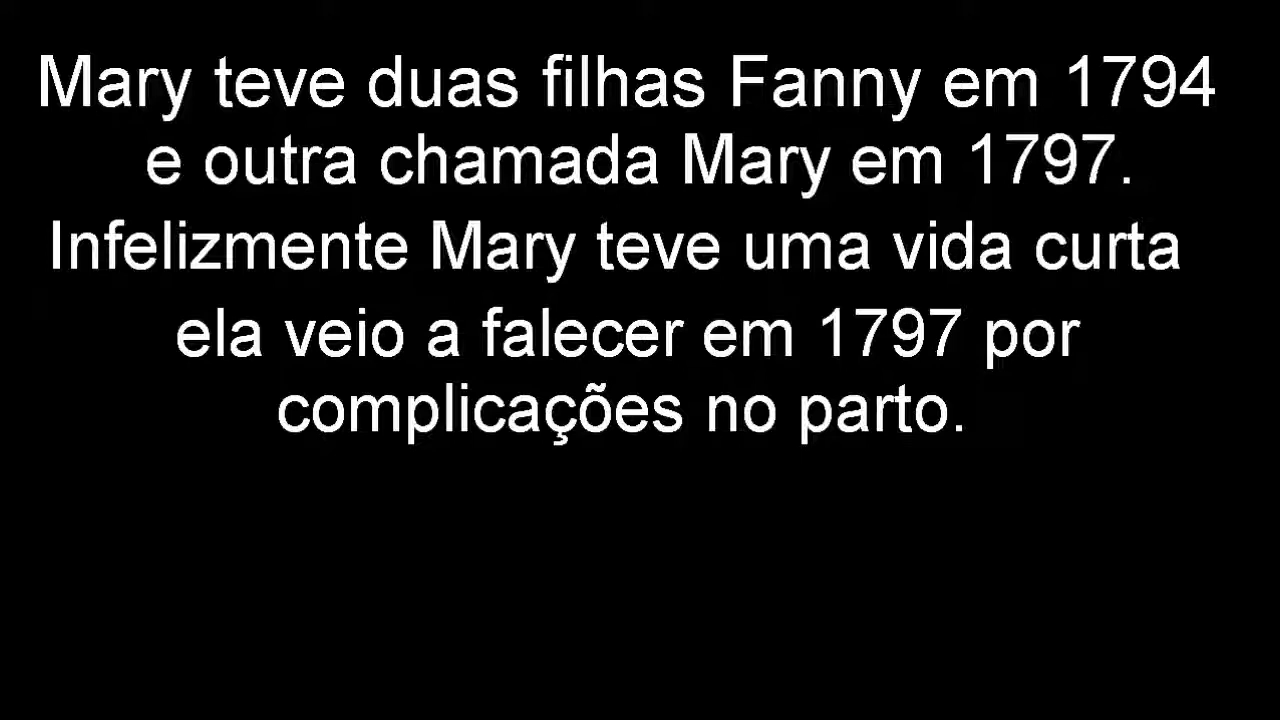 Mary teve duas filhas Fanny em 1794
e outra chamada Mary em 1797.
Infelizmente Mary teve uma vida curta
ela veio a falecer em 1797 por
complicações no parto.